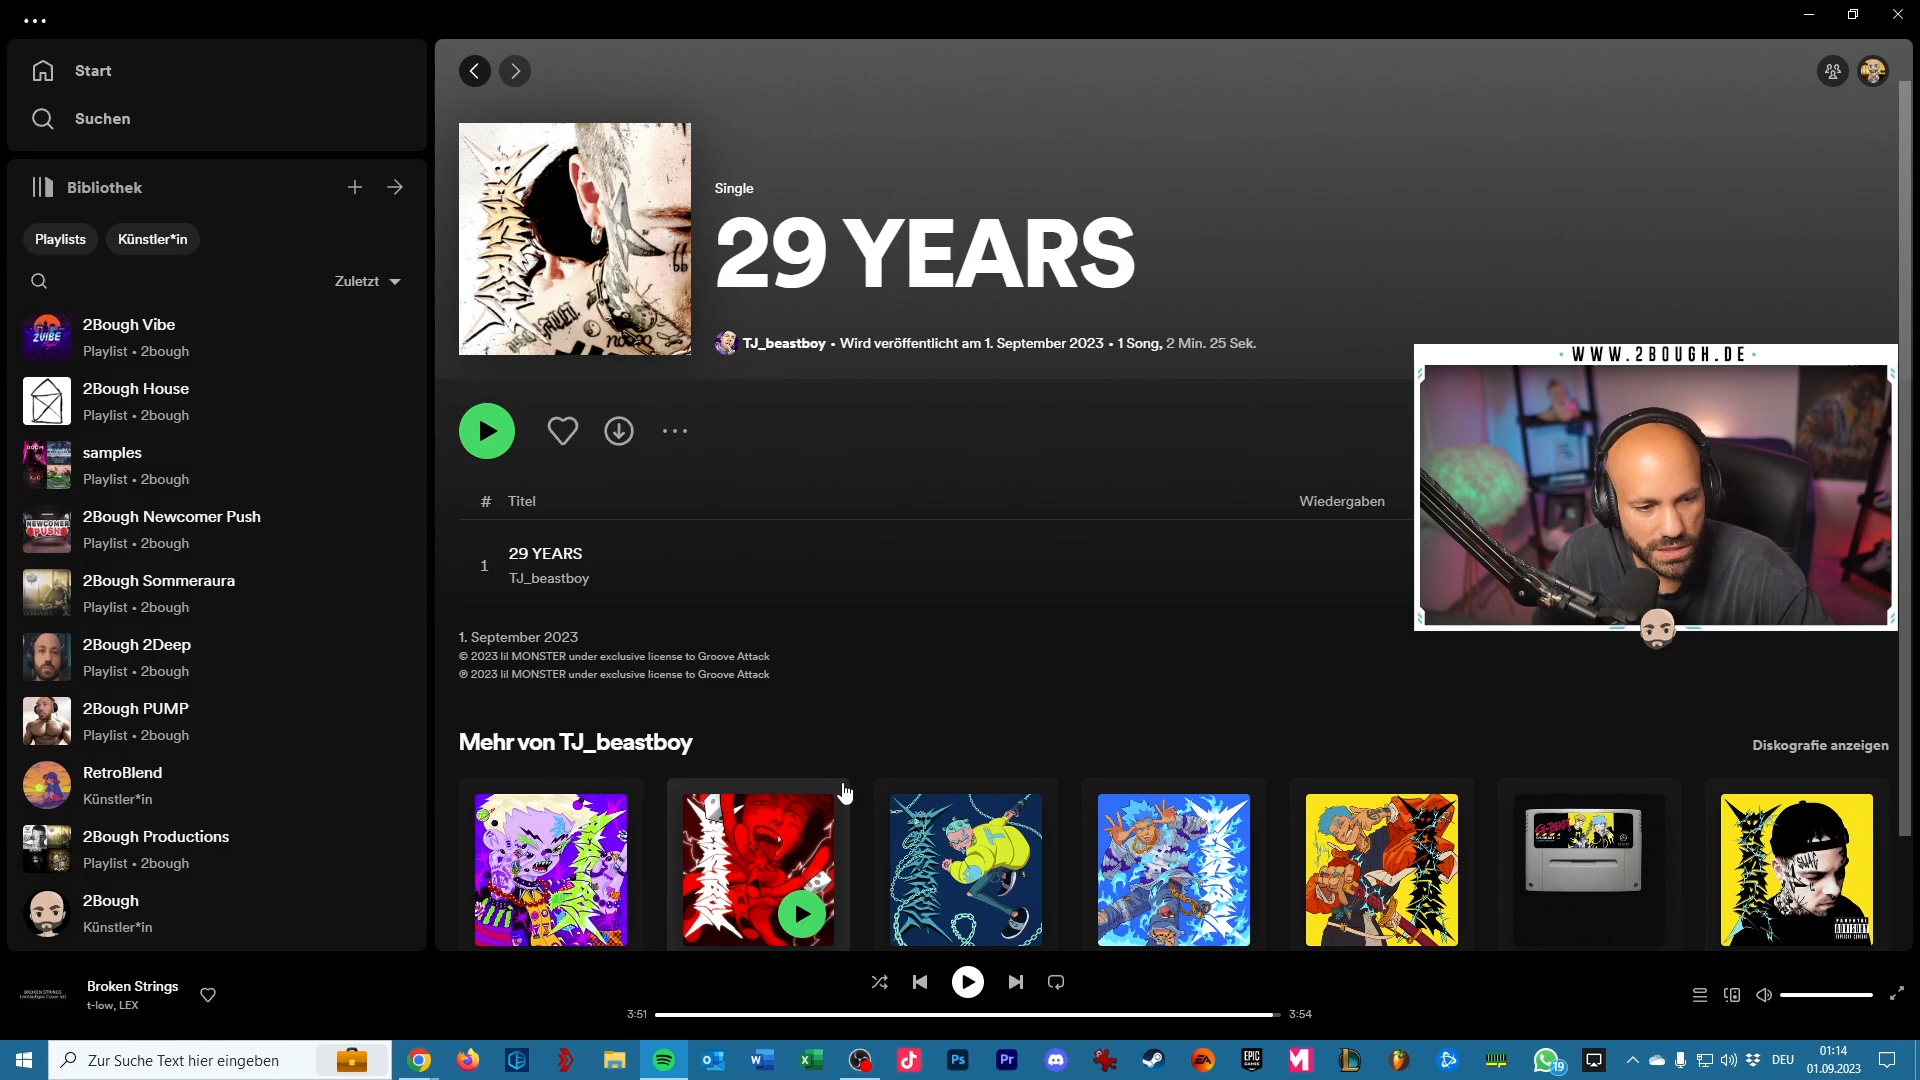 Start
Suchen
Bibliothek
Playlists
Künstler*in
Zuletzt
2Bough Vibe
Playlist • 2bough
2Bough House
Playlist • 2bough
samples
Playlist • 2bough
2Bough Newcomer Push
Playlist • 2bough
2Bough Sommeraura
Playlist • 2bough
2Bough 2Deep
Playlist • 2bough
2Bough PUMP
Playlist • 2bough
RetroBlend
Künstler*in
2Bough Productions
Playlist • 2bough
2Bough
Künstler*in
Single
29 YEARS
TJ_beastboy • Wird veröffentlicht am 1. September 2023 • 1 Song, 2 Min. 25 Sek.
# Titel Wiedergaben
1 29 YEARS
TJ_beastboy
1. September 2023
© 2023 lil MONSTER under exclusive license to Groove Attack
℗ 2023 lil MONSTER under exclusive license to Groove Attack
WWW.2BOUGH.DE
Mehr von TJ_beastboy
Diskografie anzeigen
Broken Strings
t-low, LEX
3:51
3:54
Zur Suche Text hier eingeben
Ps
Pr
EA
EPIC GAMES
19
DEU
01:14
01.09.2023